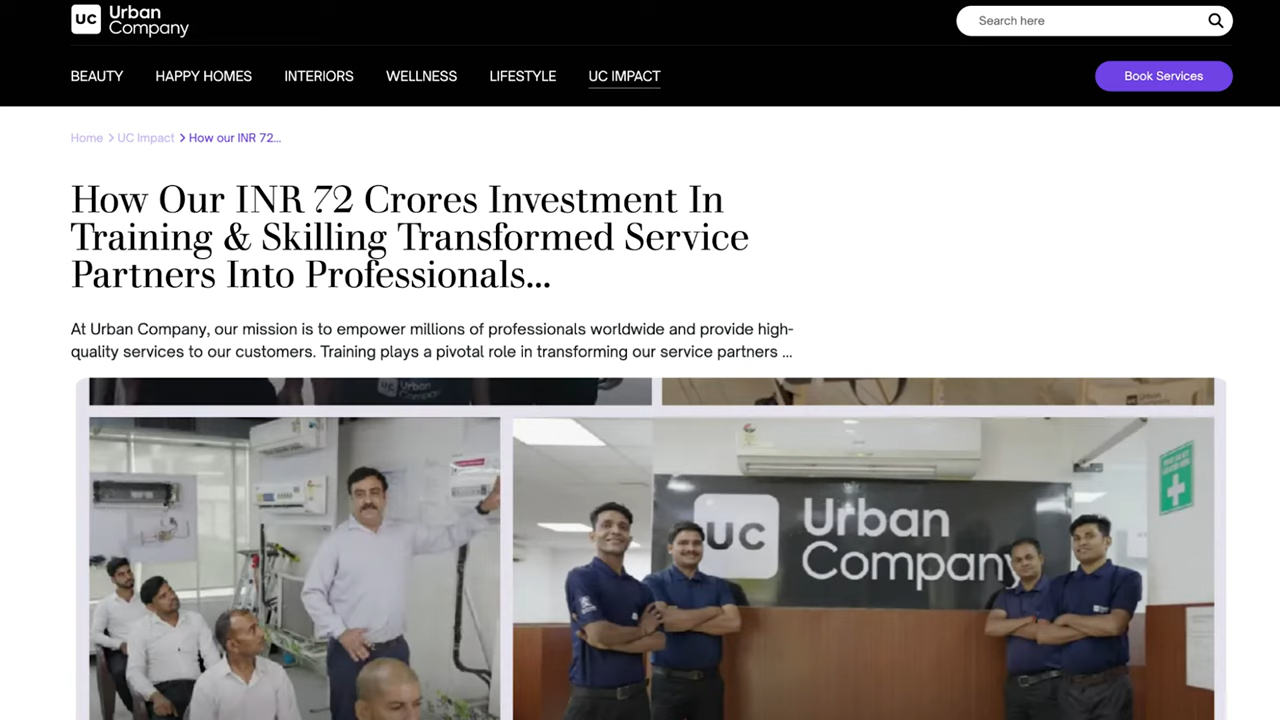 UC Urban
Company
Search here
BEAUTY HAPPY HOMES INTERIORS WELLNESS LIFESTYLE UC IMPACT
Book Services
Home > UC Impact > How our INR 72...
How Our INR 72 Crores Investment In
Training & Skilling Transformed Service
Partners Into Professionals...
At Urban Company, our mission is to empower millions of professionals worldwide and provide high-
quality services to our customers. Training plays a pivotal role in transforming our service partners ...
Urban
Company
UC Urban
Company